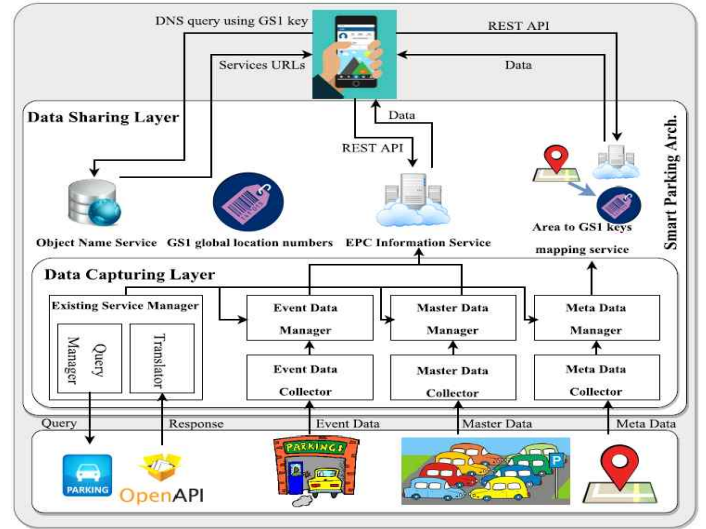 DNS query using GS1 key
REST API
Services URLs
Data
Data Sharing Layer
Data
REST API
Smart Parking Arch.
Object Name Service
GS1 global location numbers
EPC Information Service
Area to GS1 keys
mapping service
Data Capturing Layer
Existing Service Manager
Query
Manager
Translator
Event Data
Manager
Master Data
Manager
Meta Data
Manager
Event Data
Collector
Master Data
Collector
Meta Data
Collector
Query
Response
Event Data
Master Data
Meta Data
PARKINGS
P
PARKING
OpenAPI